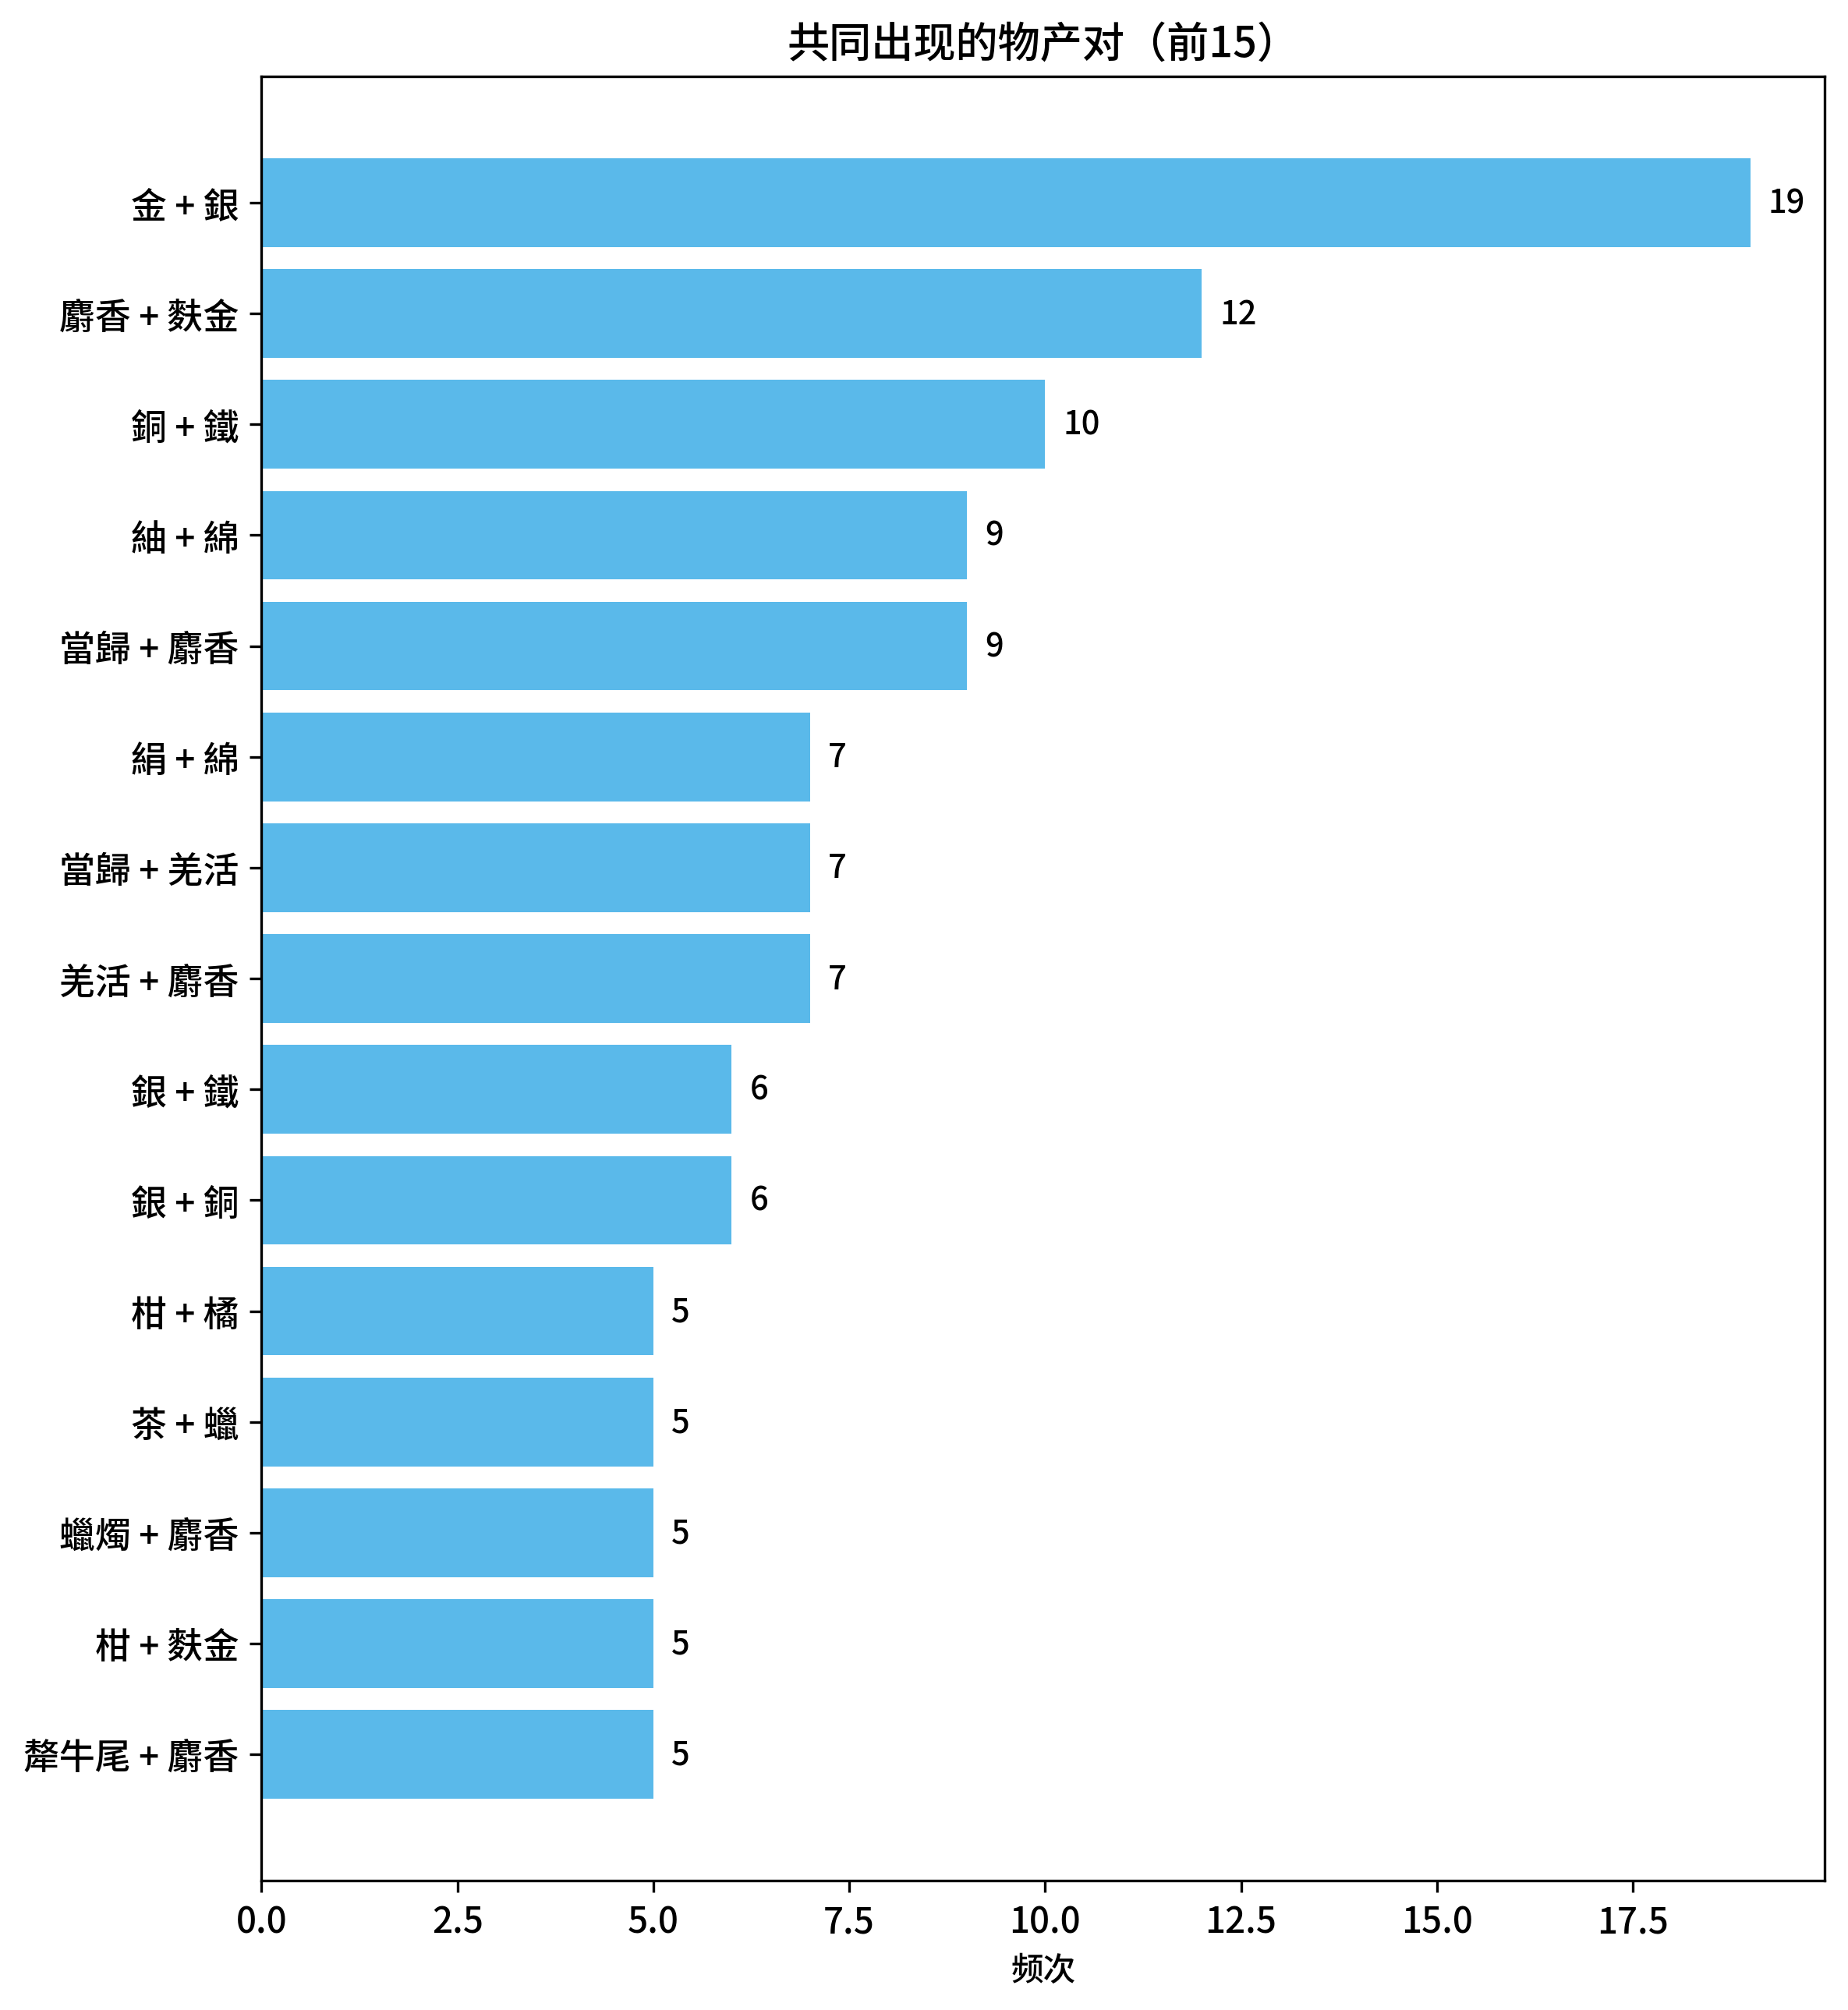 共同出现的物产对（前15）
金 + 銀 19
麝香 + 麩金 12
銅 + 鐵 10
紬 + 綿 9
當歸 + 麝香 9
絹 + 綿 7
當歸 + 羌活 7
羌活 + 麝香 7
銀 + 鐵 6
銀 + 銅 6
柑 + 橘 5
茶 + 蠟 5
蠟燭 + 麝香 5
柑 + 麩金 5
犛牛尾 + 麝香 5
0.0 2.5 5.0 7.5 10.0 12.5 15.0 17.5
频次